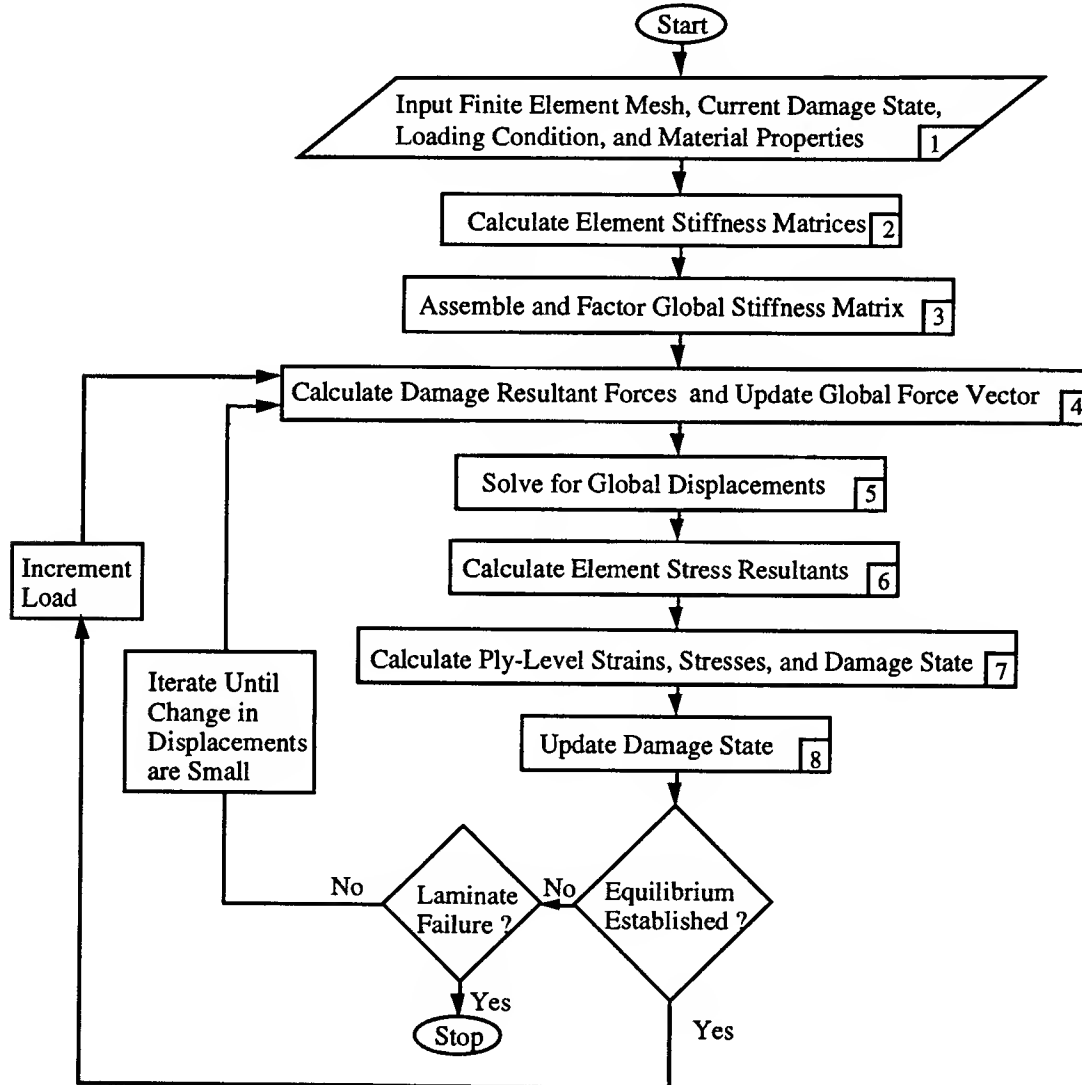 Start
Input Finite Element Mesh, Current Damage State,
Loading Condition, and Material Properties
1
Calculate Element Stiffness Matrices
2
Assemble and Factor Global Stiffness Matrix
3
Calculate Damage Resultant Forces and Update Global Force Vector
4
Solve for Global Displacements
5
Calculate Element Stress Resultants
6
Calculate Ply-Level Strains, Stresses, and Damage State
7
Update Damage State
8
Equilibrium
Established ?
No
Yes
Laminate
Failure ?
No
Yes
Stop
Iterate Until
Change in
Displacements
are Small
Increment
Load